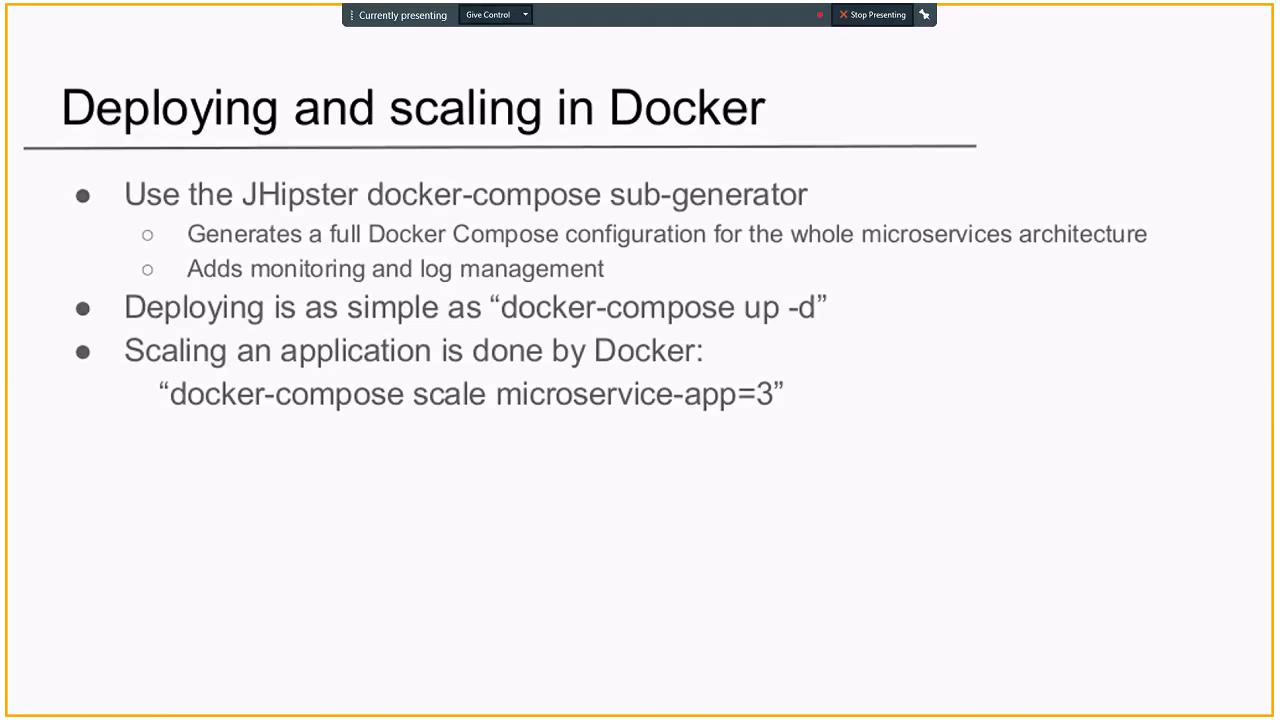 Currently presenting Give Control Stop Presenting
Deploying and scaling in Docker
● Use the JHipster docker-compose sub-generator
○ Generates a full Docker Compose configuration for the whole microservices architecture
○ Adds monitoring and log management
● Deploying is as simple as “docker-compose up -d”
● Scaling an application is done by Docker:
“docker-compose scale microservice-app=3”